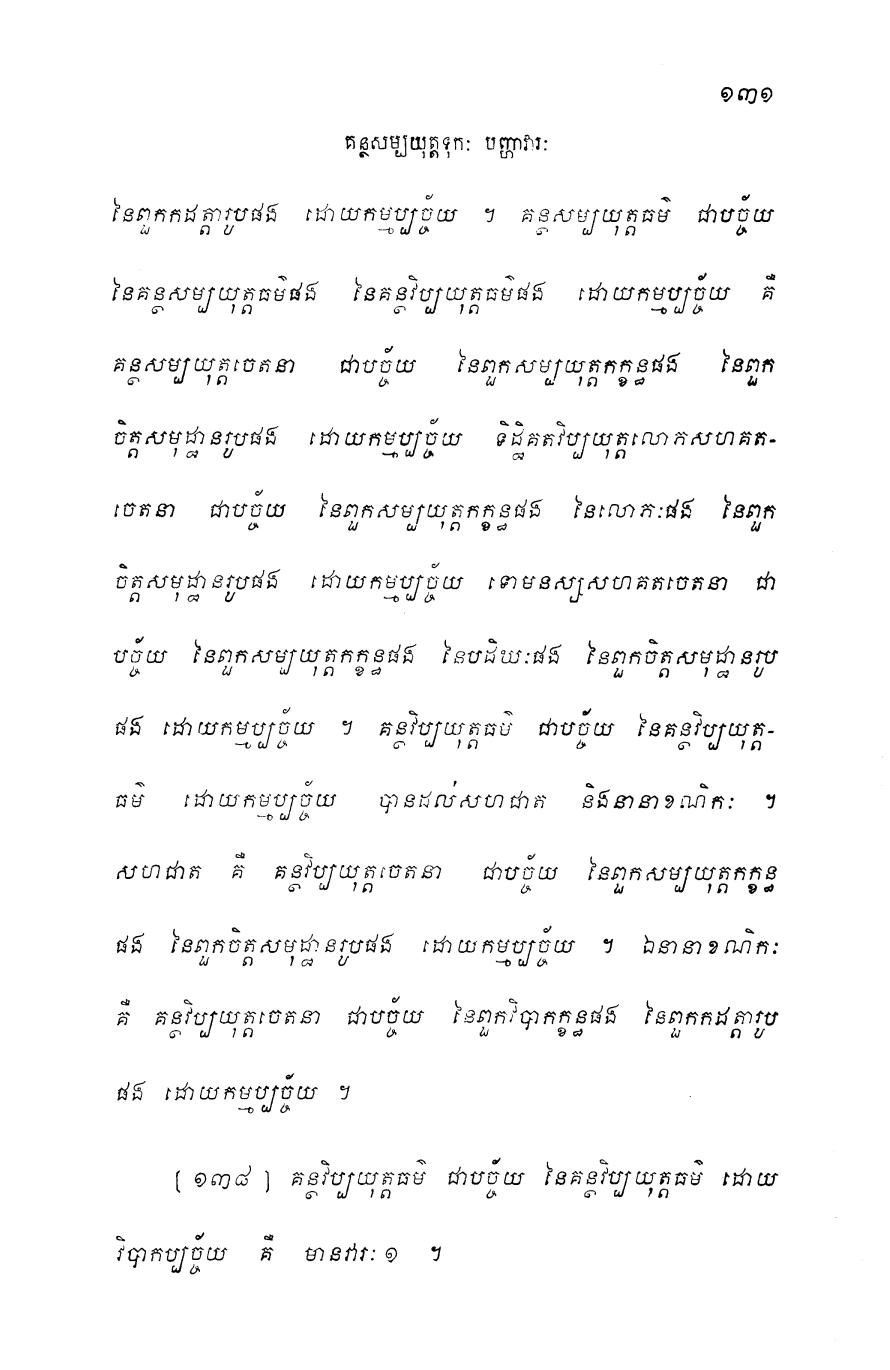 ១៣១
គន្ថសម្បយុត្តទុកៈ បញ្ហាវារៈ
នៃពួកកដត្តារូបផង ដោយកម្មប្បច្ច័យ ។ គន្ថសម្បយុត្តធម៌ ជាបច្ច័យ
នៃគន្ថសម្បយុត្តធម៌ផង នៃគន្ថវិប្បយុត្តធម៌ផង ដោយកម្មប្បច្ច័យ គឺ
គន្ថសម្បយុត្តចេតនា ជាបច្ច័យ នៃពួកសម្បយុត្តកក្ខន្ធផង នៃពួក
ចិត្តសមុដ្ឋានរូបផង ដោយកម្មប្បច្ច័យ ទិដ្ឋិគតវិប្បយុត្តលោភសហគត-
ចេតនា ជាបច្ច័យ នៃពួកសម្បយុត្តកក្ខន្ធផង នៃលោភៈផង នៃពួក
ចិត្តសមុដ្ឋានរូបផង ដោយកម្មប្បច្ច័យ ទោមនស្សសហគតចេតនា ជា
បច្ច័យ នៃពួកសម្បយុត្តកក្ខន្ធផង នៃបដិឃៈផង នៃពួកចិត្តសមុដ្ឋានរូប
ផង ដោយកម្មប្បច្ច័យ ។ គន្ថវិប្បយុត្តធម៌ ជាបច្ច័យ នៃគន្ថវិប្បយុត្ត-
ធម៌ ដោយកម្មប្បច្ច័យ បានដល់សហជាត និងនានាខណិកៈ ។
សហជាត គឺ គន្ថវិប្បយុត្តចេតនា ជាបច្ច័យ នៃពួកសម្បយុត្តកក្ខន្ធ
ផង នៃពួកចិត្តសមុដ្ឋានរូបផង ដោយកម្មប្បច្ច័យ ។ ឯនានាខណិកៈ
គឺ គន្ថវិប្បយុត្តចេតនា ជាបច្ច័យ នៃពួកវិបាកក្ខន្ធផង នៃពួកកដត្តារូប
ផង ដោយកម្មប្បច្ច័យ ។
[ ១៣៨ ] គន្ថវិប្បយុត្តធម៌ ជាបច្ច័យ នៃគន្ថវិប្បយុត្តធម៌ ដោយ
វិបាកប្បច្ច័យ គឺ មានវារៈ ១ ។